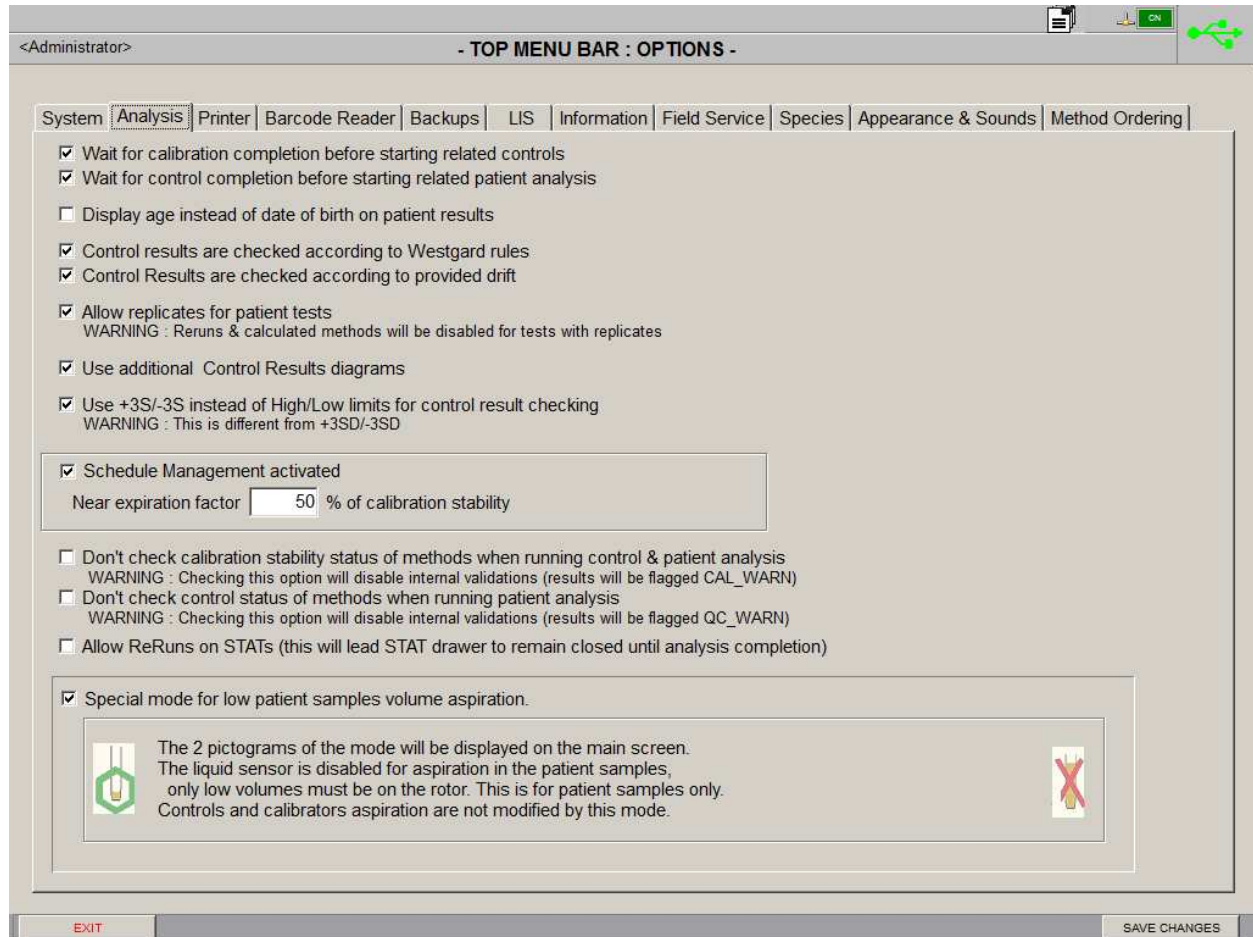 CN
<Administrator>
- TOP MENU BAR : OPTIONS -
System Analysis Printer Barcode Reader Backups LIS Information Field Service Species Appearance & Sounds Method Ordering
Wait for calibration completion before starting related controls
Wait for control completion before starting related patient analysis
Display age instead of date of birth on patient results
Control results are checked according to Westgard rules
Control Results are checked according to provided drift
Allow replicates for patient tests
WARNING : Reruns & calculated methods will be disabled for tests with replicates
Use additional Control Results diagrams
Use +3S/-3S instead of High/Low limits for control result checking
WARNING : This is different from +3SD/-3SD
Schedule Management activated
Near expiration factor 50 % of calibration stability
Don't check calibration stability status of methods when running control & patient analysis
WARNING : Checking this option will disable internal validations (results will be flagged CAL_WARN)
Don't check control status of methods when running patient analysis
WARNING : Checking this option will disable internal validations (results will be flagged QC_WARN)
Allow ReRuns on STATs (this will lead STAT drawer to remain closed until analysis completion)
Special mode for low patient samples volume aspiration.
The 2 pictograms of the mode will be displayed on the main screen.
The liquid sensor is disabled for aspiration in the patient samples,
only low volumes must be on the rotor. This is for patient samples only.
Controls and calibrators aspiration are not modified by this mode.
EXIT SAVE CHANGES